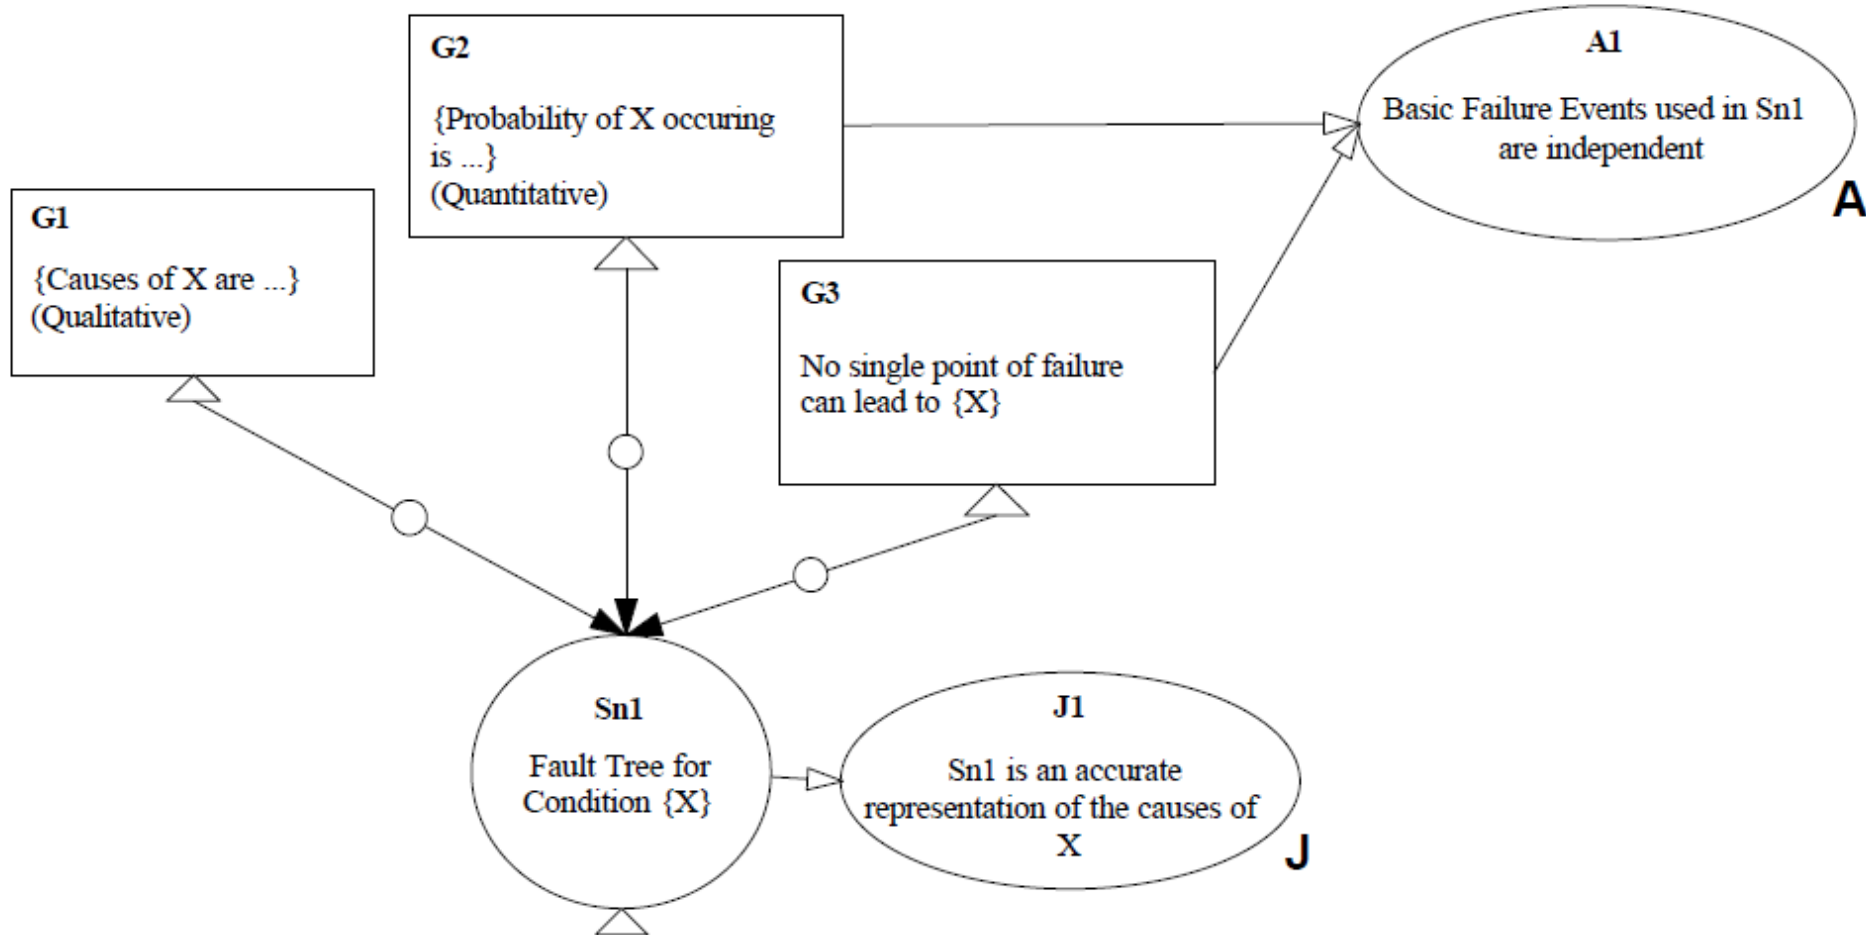 G2
{Probability of X occuring
is ...}
(Quantitative)
A1
Basic Failure Events used in Sn1
are independent
A
G1
{Causes of X are ...}
(Qualitative)
G3
No single point of failure
can lead to {X}
Sn1
Fault Tree for
Condition {X}
J1
Sn1 is an accurate
representation of the causes of
X
J